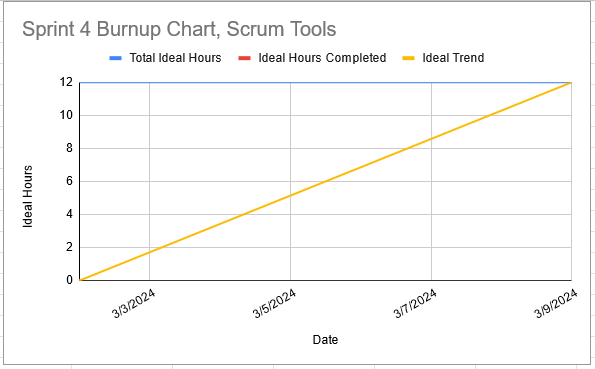 Sprint 4 Burnup Chart, Scrum Tools
Total Ideal Hours Ideal Hours Completed Ideal Trend
12
10
8
6
4
2
0
Ideal Hours
3/3/2024 3/5/2024 3/7/2024 3/9/2024
Date